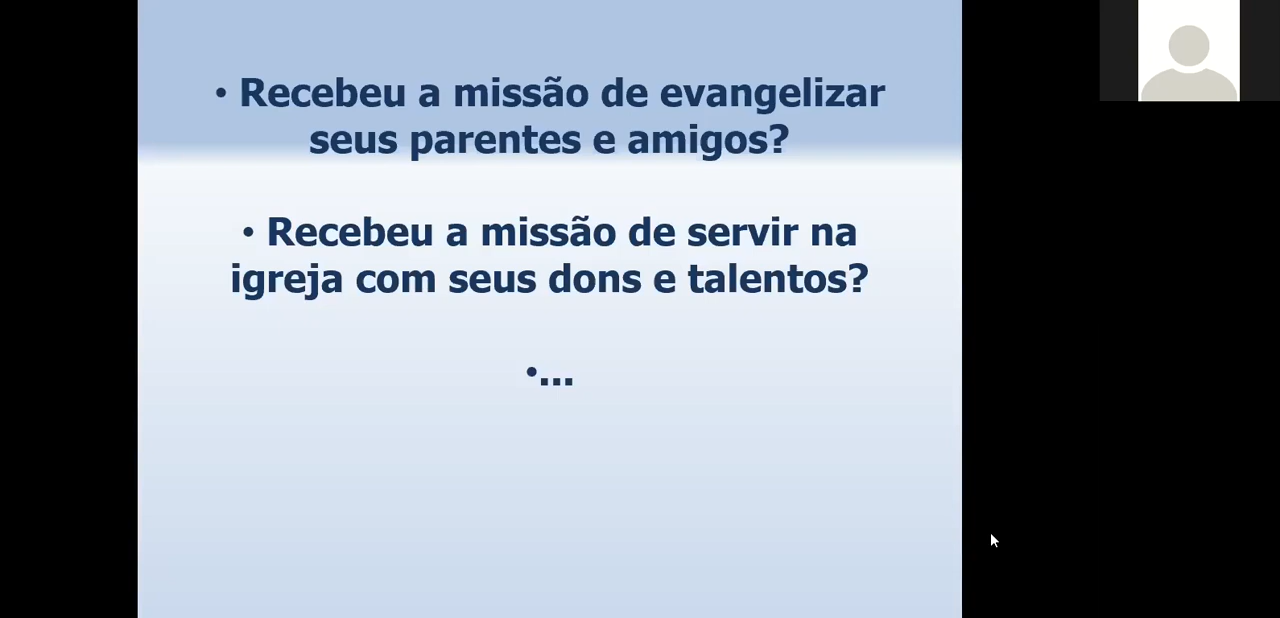 • Recebeu a missão de evangelizar
seus parentes e amigos?
• Recebeu a missão de servir na
igreja com seus dons e talentos?
•...